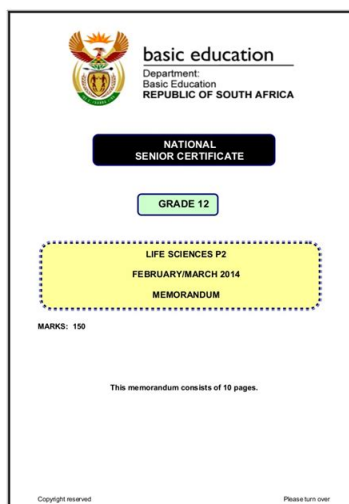 basic education
Department:
Basic Education
REPUBLIC OF SOUTH AFRICA
NATIONAL
SENIOR CERTIFICATE
GRADE 12
LIFE SCIENCES P2
FEBRUARY/MARCH 2014
MEMORANDUM
MARKS: 150
This memorandum consists of 10 pages.
Copyright reserved
Please turn over